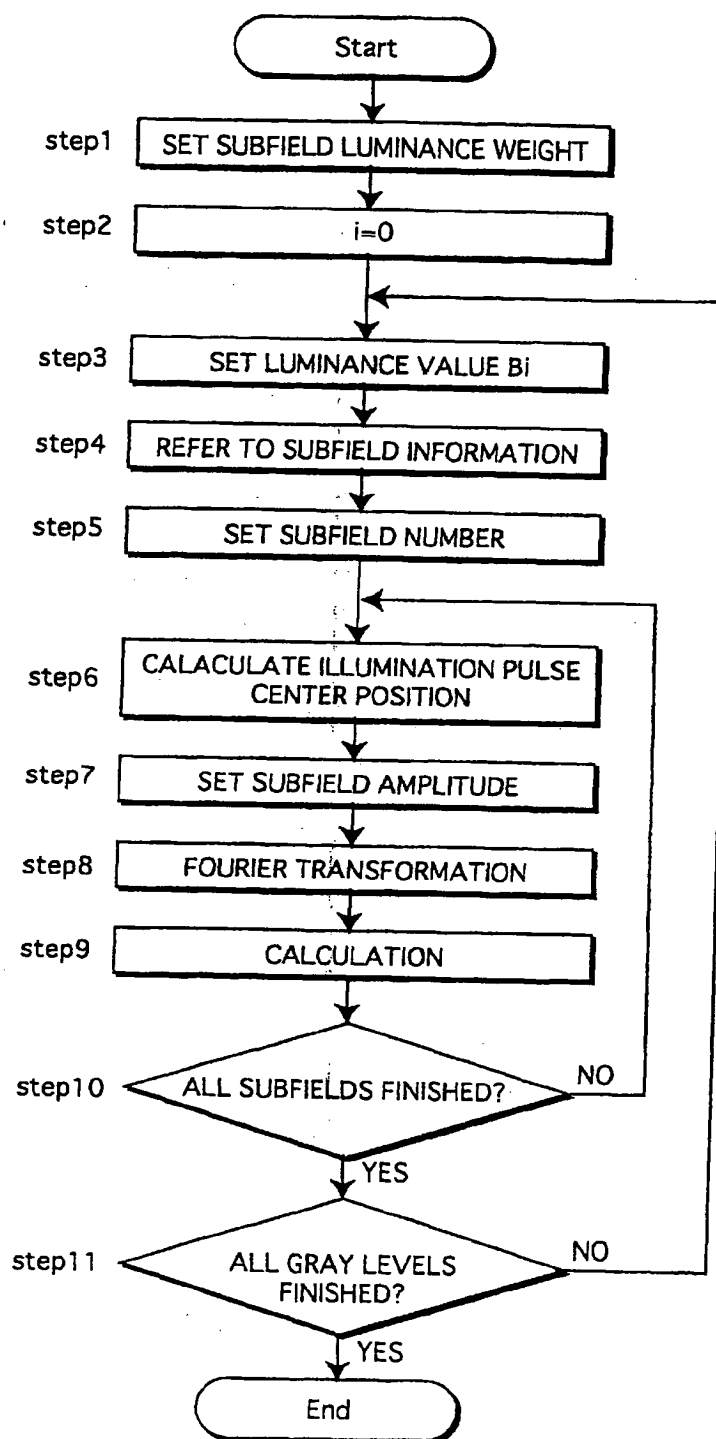 Start
step1
SET SUBFIELD LUMINANCE WEIGHT
step2
i=0
step3
SET LUMINANCE VALUE Bi
step4
REFER TO SUBFIELD INFORMATION
step5
SET SUBFIELD NUMBER
step6
CALACULATE ILLUMINATION PULSE
CENTER POSITION
step7
SET SUBFIELD AMPLITUDE
step8
FOURIER TRANSFORMATION
step9
CALCULATION
step10
ALL SUBFIELDS FINISHED?
NO
YES
step11
ALL GRAY LEVELS
FINISHED?
NO
YES
End